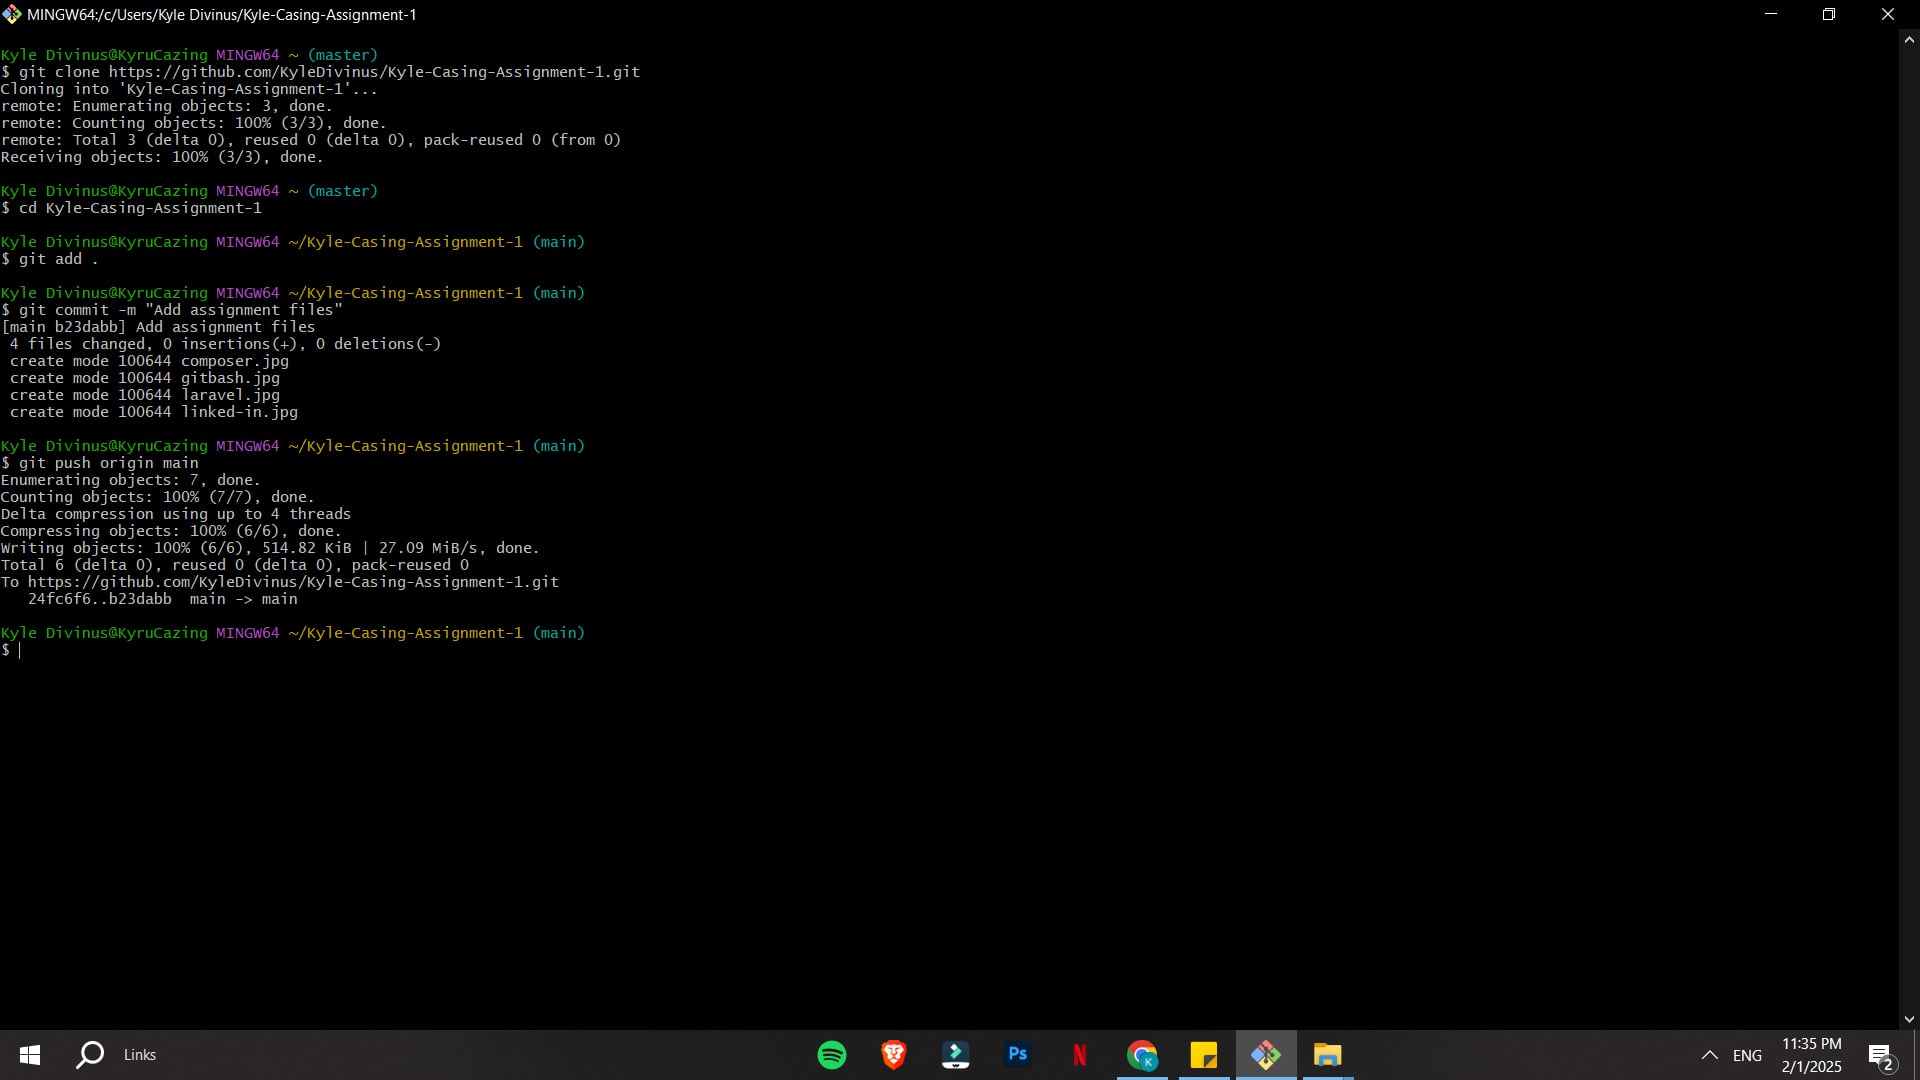 MINGW64:/c/Users/Kyle Divinus/Kyle-Casing-Assignment-1
Kyle Divinus@KyruCazing MINGW64 ~ (master)
$ git clone https://github.com/KyleDivinus/Kyle-Casing-Assignment-1.git
Cloning into 'Kyle-Casing-Assignment-1'...
remote: Enumerating objects: 3, done.
remote: Counting objects: 100% (3/3), done.
remote: Total 3 (delta 0), reused 0 (delta 0), pack-reused 0 (from 0)
Receiving objects: 100% (3/3), done.
Kyle Divinus@KyruCazing MINGW64 ~ (master)
$ cd Kyle-Casing-Assignment-1
Kyle Divinus@KyruCazing MINGW64 ~/Kyle-Casing-Assignment-1 (main)
$ git add .
Kyle Divinus@KyruCazing MINGW64 ~/Kyle-Casing-Assignment-1 (main)
$ git commit -m "Add assignment files"
[main b23dabb] Add assignment files
4 files changed, 0 insertions(+), 0 deletions(-)
create mode 100644 composer.jpg
create mode 100644 gitbash.jpg
create mode 100644 laravel.jpg
create mode 100644 linked-in.jpg
Kyle Divinus@KyruCazing MINGW64 ~/Kyle-Casing-Assignment-1 (main)
$ git push origin main
Enumerating objects: 7, done.
Counting objects: 100% (7/7), done.
Delta compression using up to 4 threads
Compressing objects: 100% (6/6), done.
Writing objects: 100% (6/6), 514.82 KiB | 27.09 MiB/s, done.
Total 6 (delta 0), reused 0 (delta 0), pack-reused 0
To https://github.com/KyleDivinus/Kyle-Casing-Assignment-1.git
24fc6f6..b23dabb  main -> main
Kyle Divinus@KyruCazing MINGW64 ~/Kyle-Casing-Assignment-1 (main)
$
Links
Ps
N
K
ENG
11:35 PM
2/1/2025
2